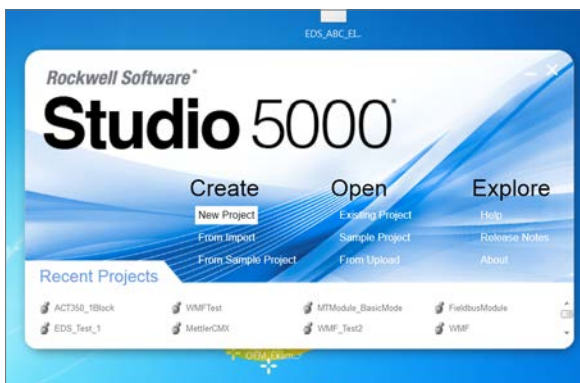 EDS_ABC_EI...
Rockwell Software®
Studio 5000®
Create Open Explore
New Project Existing Project Help
From Import Sample Project Release Notes
From Sample Project From Upload About
Recent Projects
ACT350_1Block WMFTest MTModule_BasicMode FieldbusModule
EDS_Test_1 MettlerCMX WMF_Test2 WMF